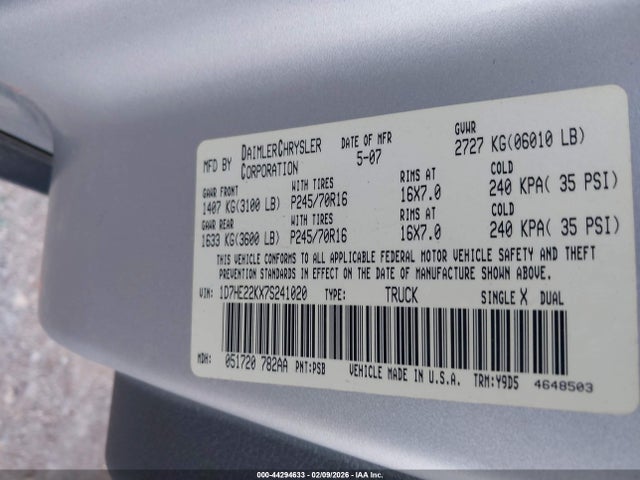 MFD BY DAIMLERCHRYSLER CORPORATION DATE OF MFR 5-07 GVWR 2727 KG(06010 LB)
GAWR FRONT WITH TIRES RIMS AT COLD
1407 KG(3100 LB) P245/70R16 16X7.0 240 KPA( 35 PSI)
GAWR REAR WITH TIRES RIMS AT COLD
1633 KG(3600 LB) P245/70R16 16X7.0 240 KPA( 35 PSI)
THIS VEHICLE CONFORMS TO ALL APPLICABLE FEDERAL MOTOR VEHICLE SAFETY AND THEFT
PREVENTION STANDARDS IN EFFECT ON THE DATE OF MANUFACTURE SHOWN ABOVE.
VIN: 1D7HE22KX7S241020 TYPE: TRUCK SINGLE X DUAL
MDH: 051720 782AA PNT:PSB VEHICLE MADE IN U.S.A. TRM:Y9D5 4648503
000-44294633 - 02/09/2026 - IAA Inc.